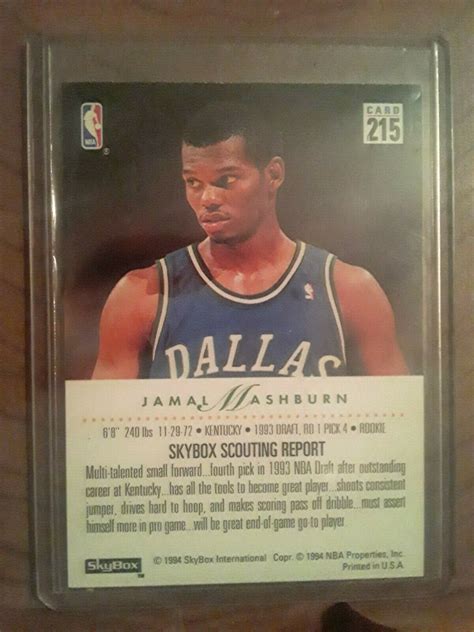 NBA
®
CARD
215
DALLAS
JAMAL MASHBURN
6'8" 240 lbs 11-29-72 • KENTUCKY • 1993 DRAFT, RD 1 PICK 4 • ROOKIE
SKYBOX SCOUTING REPORT
Multi-talented small forward...fourth pick in 1993 NBA Draft after outstanding
career at Kentucky...has all the tools to become great player...shoots consistent
jumper, drives hard to hoop, and makes scoring pass off dribble...must assert
himself more in pro game...will be great end-of-game go-to player.
SkyBox TM
© 1994 SkyBox International Copr. © 1994 NBA Properties, Inc.
Printed in U.S.A.